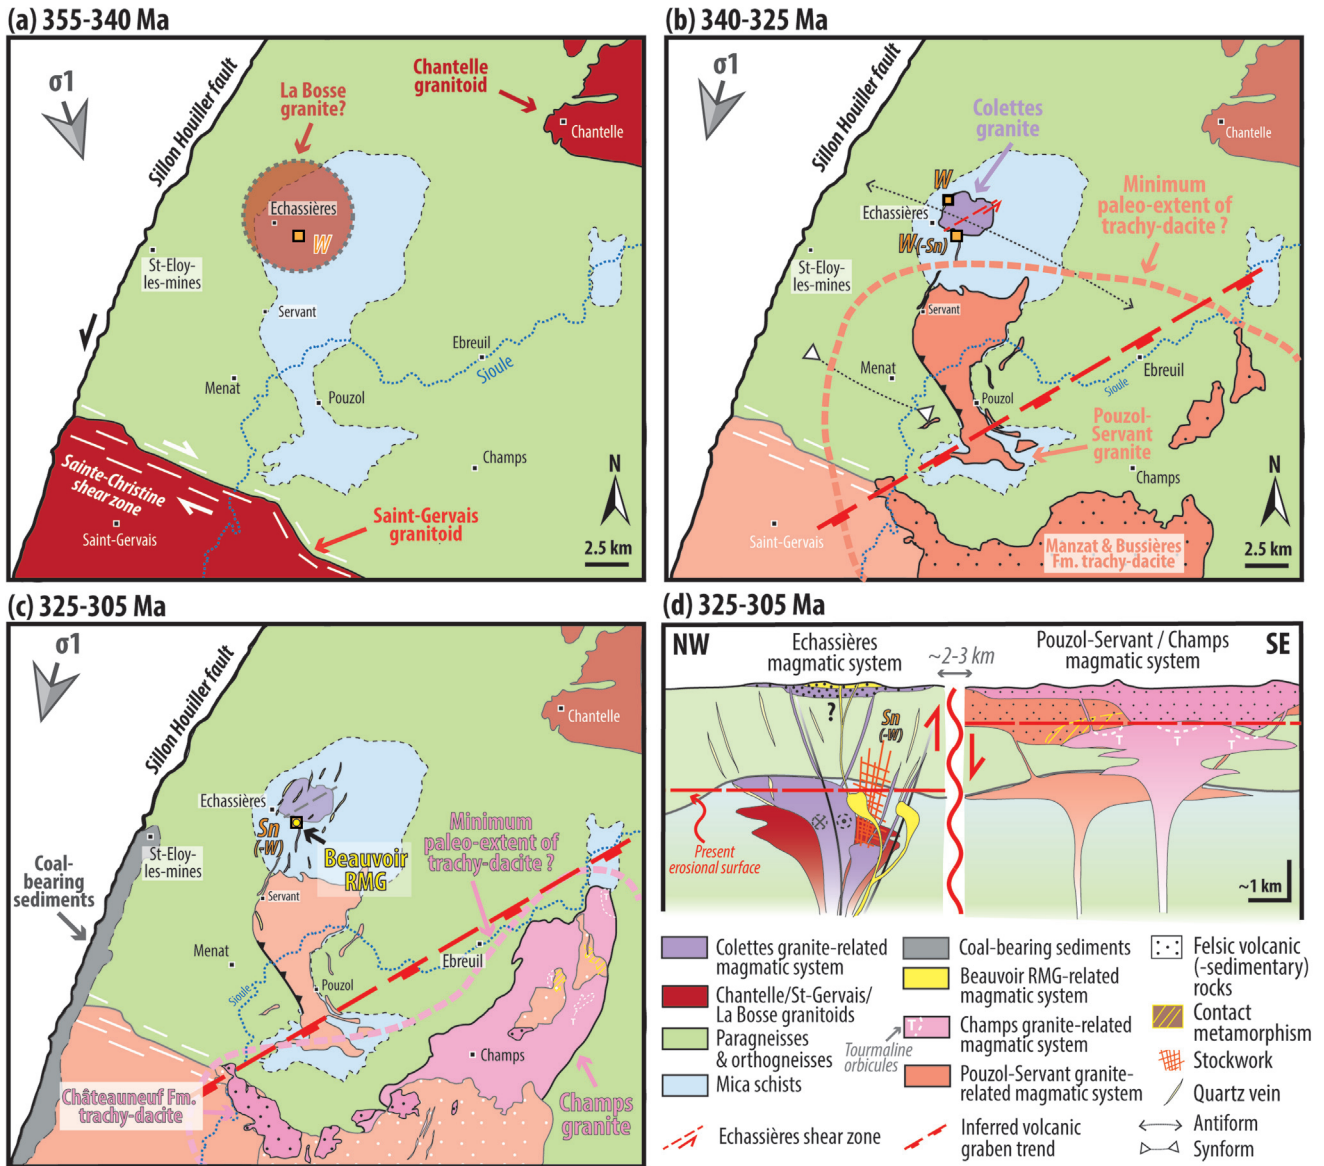 (a) 355-340 Ma
σ1
Sillon Houiller fault
La Bosse
granite?
Chantelle
granitoid
Chantelle
Echassières
W
St-Eloy-
les-mines
Servant
Ebreuil
Sioule
Menat
Pouzol
Champs
Sainte-Christine
shear zone
Saint-Gervais
Saint-Gervais
granitoid
N
2.5 km
(b) 340-325 Ma
σ1
Sillon Houiller fault
Colettes
granite
Chantelle
W
Echassières
W(-Sn)
Minimum
paleo-extent of
trachy-dacite ?
St-Eloy-
les-mines
Servant
Menat
Ebreuil
Sioule
Pouzol
Pouzol-
Servant
granite
Champs
Saint-Gervais
Manzat & Bussières
Fm. trachy-dacite
N
2.5 km
(c) 325-305 Ma
σ1
Sillon Houiller fault
Chantelle
Echassières
Sn
(-W)
St-Eloy-
les-mines
Beauvoir
RMG
Minimum
paleo-extent of
trachy-dacite ?
Coal-
bearing
sediments
Servant
Menat
Ebreuil
Sioule
Pouzol
T
T
Champs
Châteauneuf Fm.
trachy-dacite
Champs
granite
(d) 325-305 Ma
NW
Echassières
magmatic system
~2-3 km
Pouzol-Servant / Champs
magmatic system
SE
?
Sn
(-W)
T
T
T
Present
erosional surface
~1 km
Colettes granite-related
magmatic system
Chantelle/St-Gervais/
La Bosse granitoids
Paragneisses
& orthogneisses
Mica schists
Echassières shear zone
Coal-bearing sediments
Beauvoir RMG-related
magmatic system
T
Champs granite-related
magmatic system
Tourmaline
orbicules
Pouzol-Servant granite-
related magmatic system
Inferred volcanic
graben trend
Felsic volcanic
(-sedimentary)
rocks
Contact
metamorphism
Stockwork
Quartz vein
Antiform
Synform